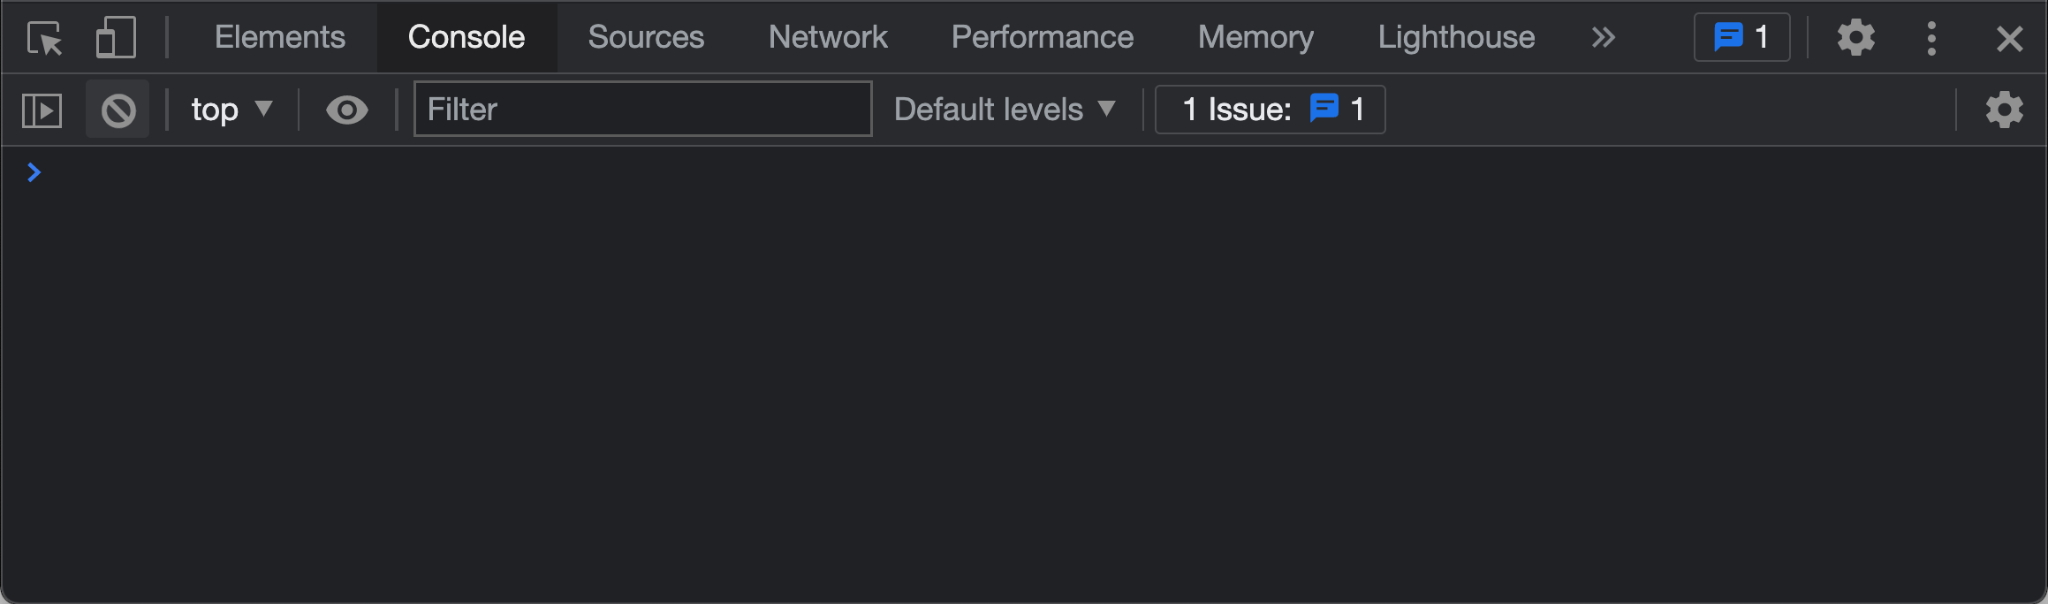 Elements Console Sources Network Performance Memory Lighthouse » 1
top Filter Default levels 1 Issue: 1